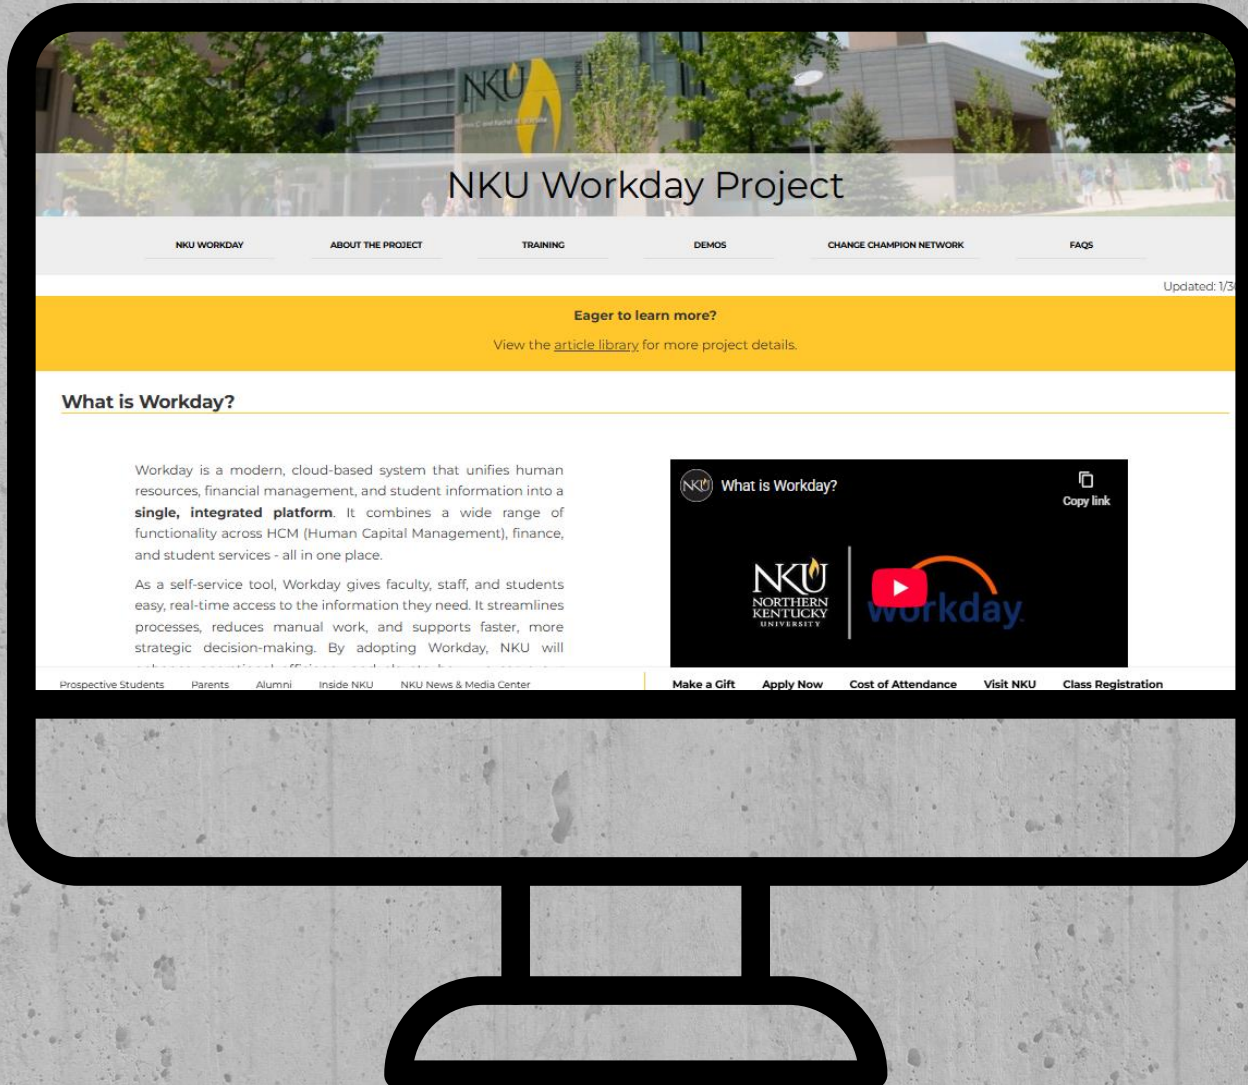 NKU
NKU Workday Project
NKU WORKDAY
ABOUT THE PROJECT
TRAINING
DEMOS
CHANGE CHAMPION NETWORK
FAQS
Updated: 1/3
Eager to learn more?
View the article library for more project details.
What is Workday?
Workday is a modern, cloud-based system that unifies human
resources, financial management, and student information into a
single, integrated platform. It combines a wide range of
functionality across HCM (Human Capital Management), finance,
and student services - all in one place.
As a self-service tool, Workday gives faculty, staff, and students
easy, real-time access to the information they need. It streamlines
processes, reduces manual work, and supports faster, more
strategic decision-making. By adopting Workday, NKU will
NKU
What is Workday?
Copy link
NKU
NORTHERN
KENTUCKY
UNIVERSITY
workday.
Prospective Students
Parents
Alumni
Inside NKU
NKU News & Media Center
Make a Gift
Apply Now
Cost of Attendance
Visit NKU
Class Registration